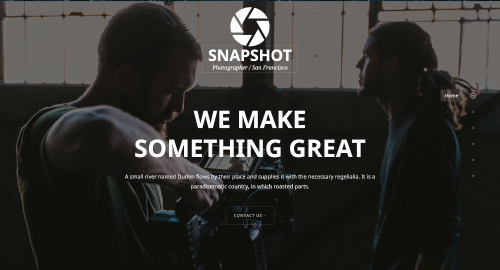 SNAPSHOT
Photographer / San Francisco
Home
WE MAKE
SOMETHING GREAT
A small river named Duden flows by their place and supplies it with the necessary regelialia. It is a
paradisematic country, in which roasted parts.
CONTACT US